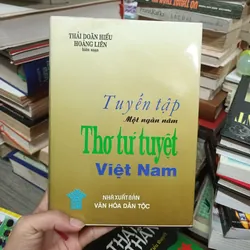 THÁI DOÃN HIỂU
HOÀNG LIÊN
biên soạn
Tuyển tập
Một ngàn năm
Thơ tứ tuyệt
Việt Nam
NHÀ XUẤT BẢN
VĂN HÓA DÂN TỘC